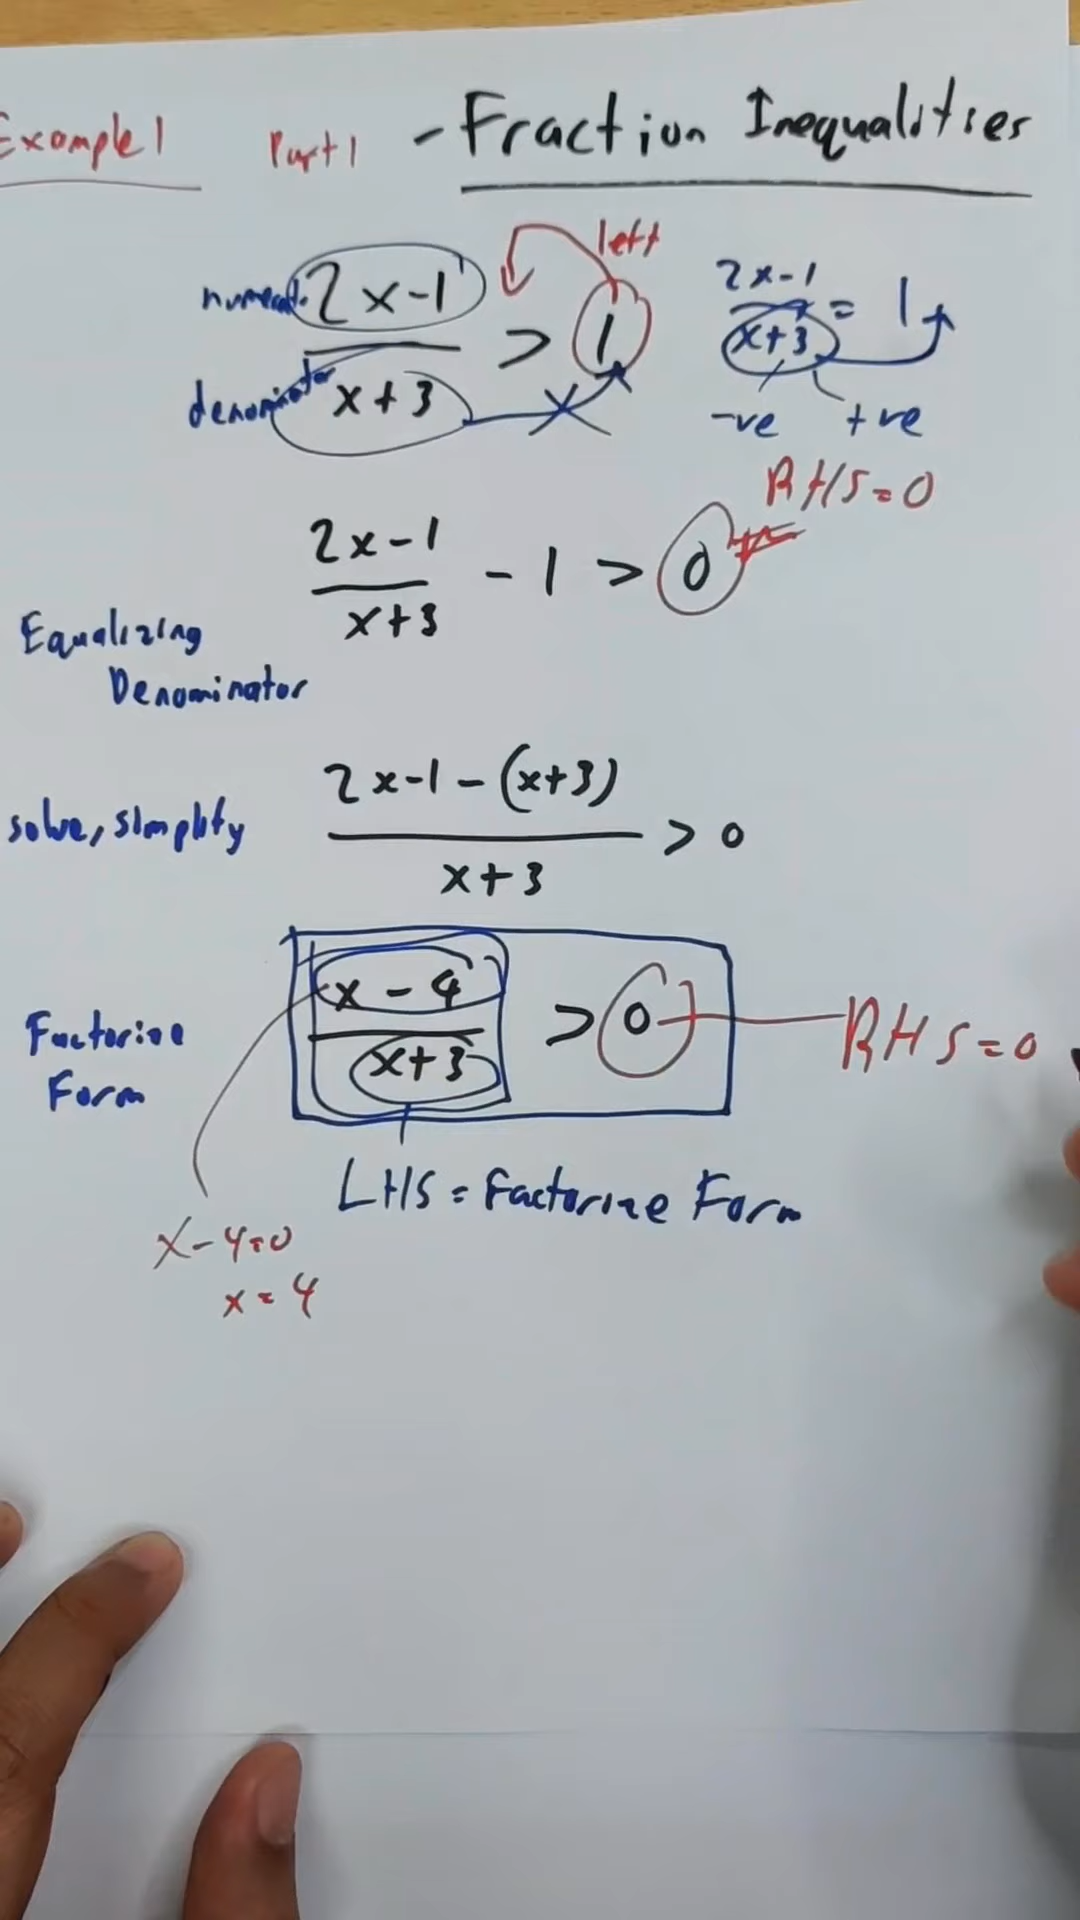 Example 1 Part 1 - Fraction Inequalities
left
numerat. 2x-1 > 1
denominator x+3
2x-1 = 1
x+3
-ve +ve
RHS=0
2x-1 - 1 > 0
x+3
Equalizing
Denominator
2x-1-(x+3) > 0
x+3
solve, simplify
x-4 > 0
x+3
RHS=0
Factorize
Form
LHS = Factorize Form
x-4=0
x=4